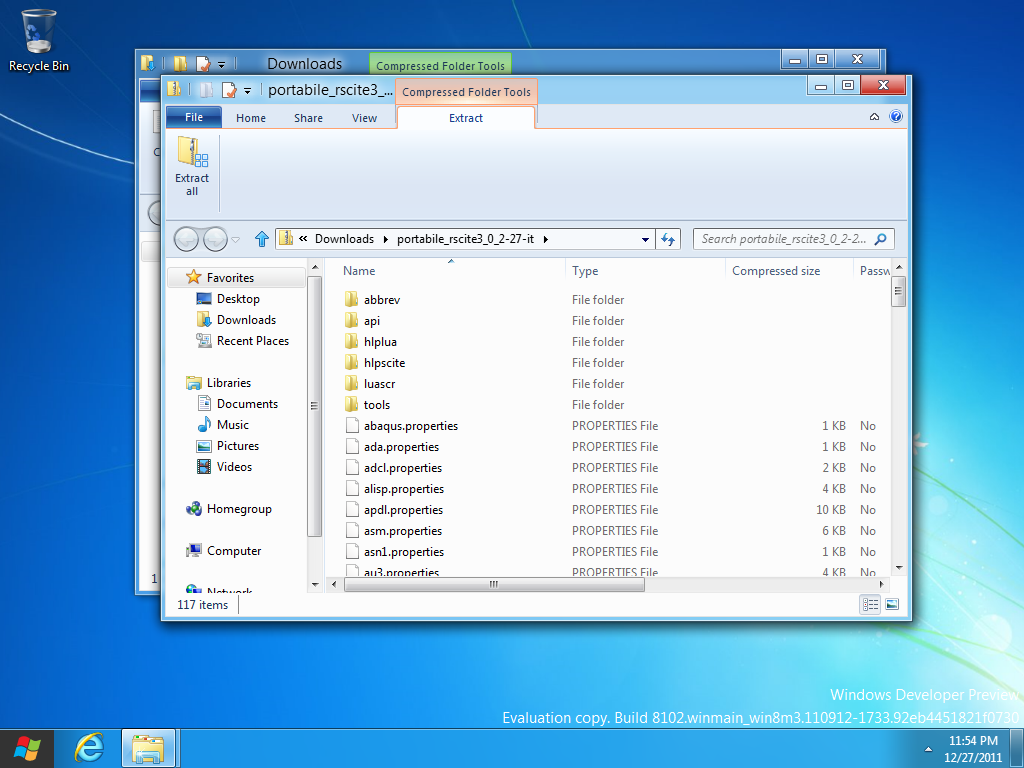 Recycle Bin
Downloads
Compressed Folder Tools
portabile_rscite3_...
Compressed Folder Tools
File
Home
Share
View
Extract
Extract
all
« Downloads portabile_rscite3_0_2-27-it
Search portabile_rscite3_0_2-2...
Favorites
Desktop
Downloads
Recent Places
Libraries
Documents
Music
Pictures
Videos
Homegroup
Computer
Network
Name Type Compressed size Passw
abbrev File folder
api File folder
hlplua File folder
hlpscite File folder
luascr File folder
tools File folder
abaqus.properties PROPERTIES File 1 KB No
ada.properties PROPERTIES File 1 KB No
adcl.properties PROPERTIES File 2 KB No
alisp.properties PROPERTIES File 4 KB No
apdl.properties PROPERTIES File 10 KB No
asm.properties PROPERTIES File 6 KB No
asn1.properties PROPERTIES File 1 KB No
au3.properties PROPERTIES File 4 KB No
1
117 items
Windows Developer Preview
Evaluation copy. Build 8102.winmain_win8m3.110912-1733.92eb4451821f0730
11:54 PM
12/27/2011